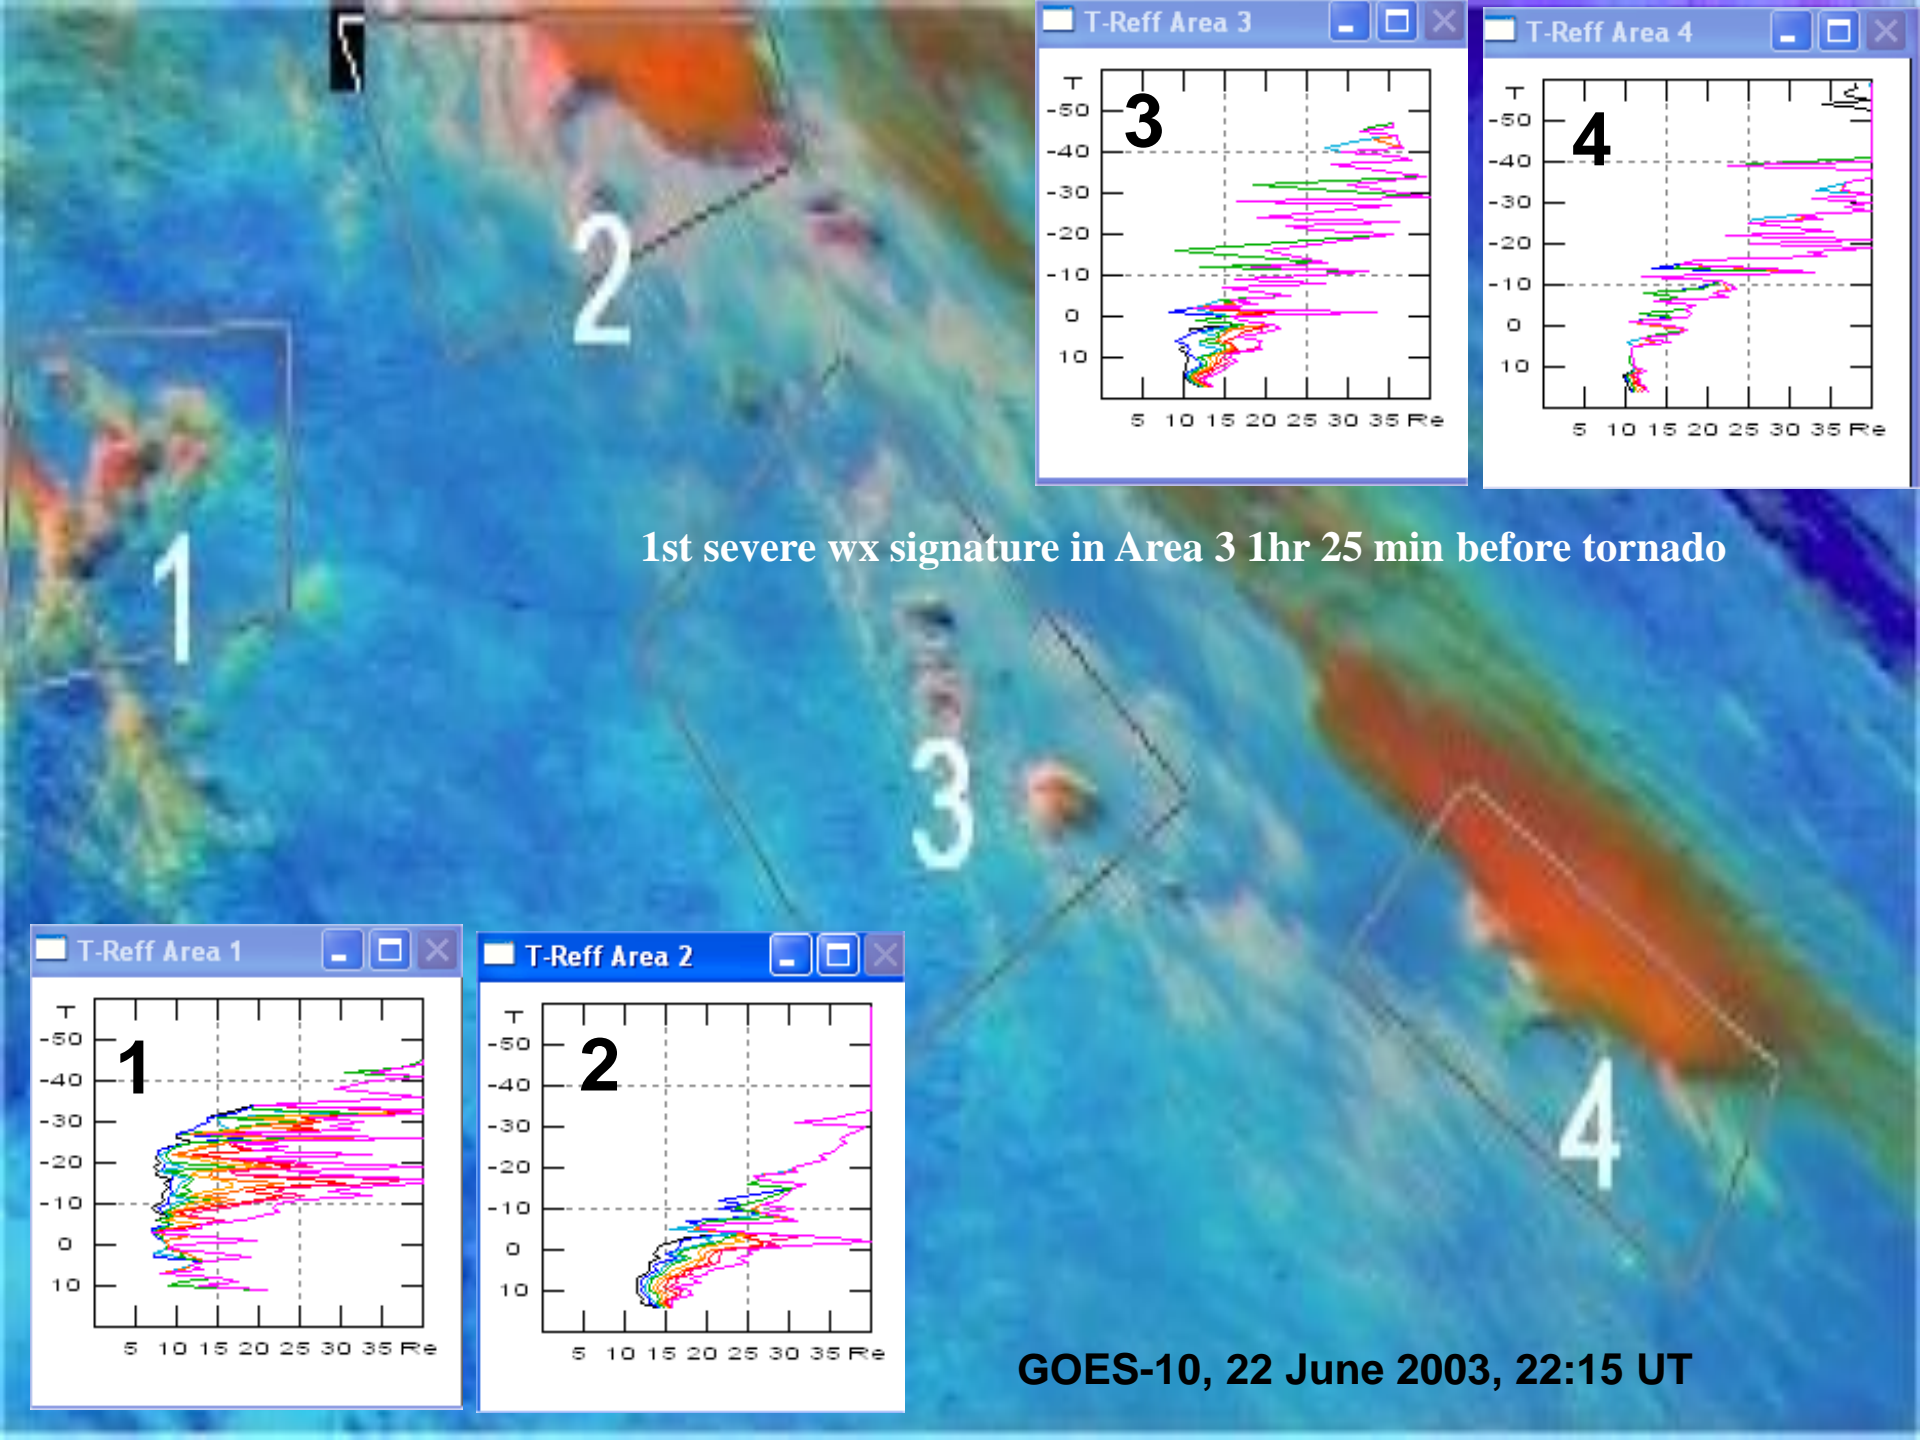 T-Reff Area 3
T
3
-50
-40
-30
-20
-10
0
10
5 10 15 20 25 30 35 Re
T-Reff Area 4
T
4
-50
-40
-30
-20
-10
0
10
5 10 15 20 25 30 35 Re
2
1
1st severe wx signature in Area 3 1hr 25 min before tornado
3
4
T-Reff Area 1
T
1
-50
-40
-30
-20
-10
0
10
5 10 15 20 25 30 35 Re
T-Reff Area 2
T
2
-50
-40
-30
-20
-10
0
10
5 10 15 20 25 30 35 Re
GOES-10, 22 June 2003, 22:15 UT